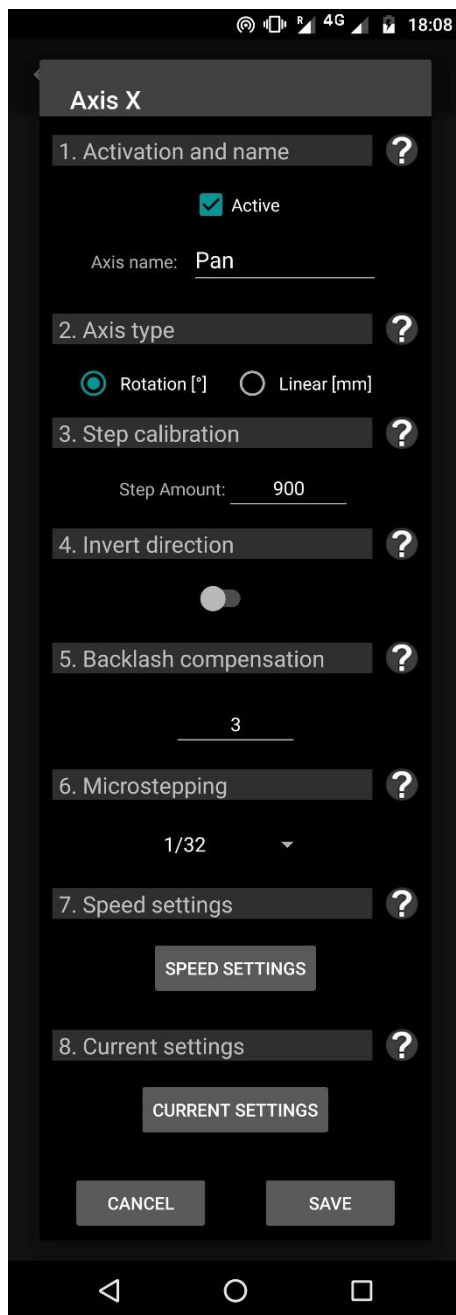 R 4G 18:08
Axis X
1. Activation and name ?
Active
Axis name: Pan
2. Axis type ?
Rotation [°] Linear [mm]
3. Step calibration ?
Step Amount: 900
4. Invert direction ?
5. Backlash compensation ?
3
6. Microstepping ?
1/32
7. Speed settings ?
SPEED SETTINGS
8. Current settings ?
CURRENT SETTINGS
CANCEL SAVE